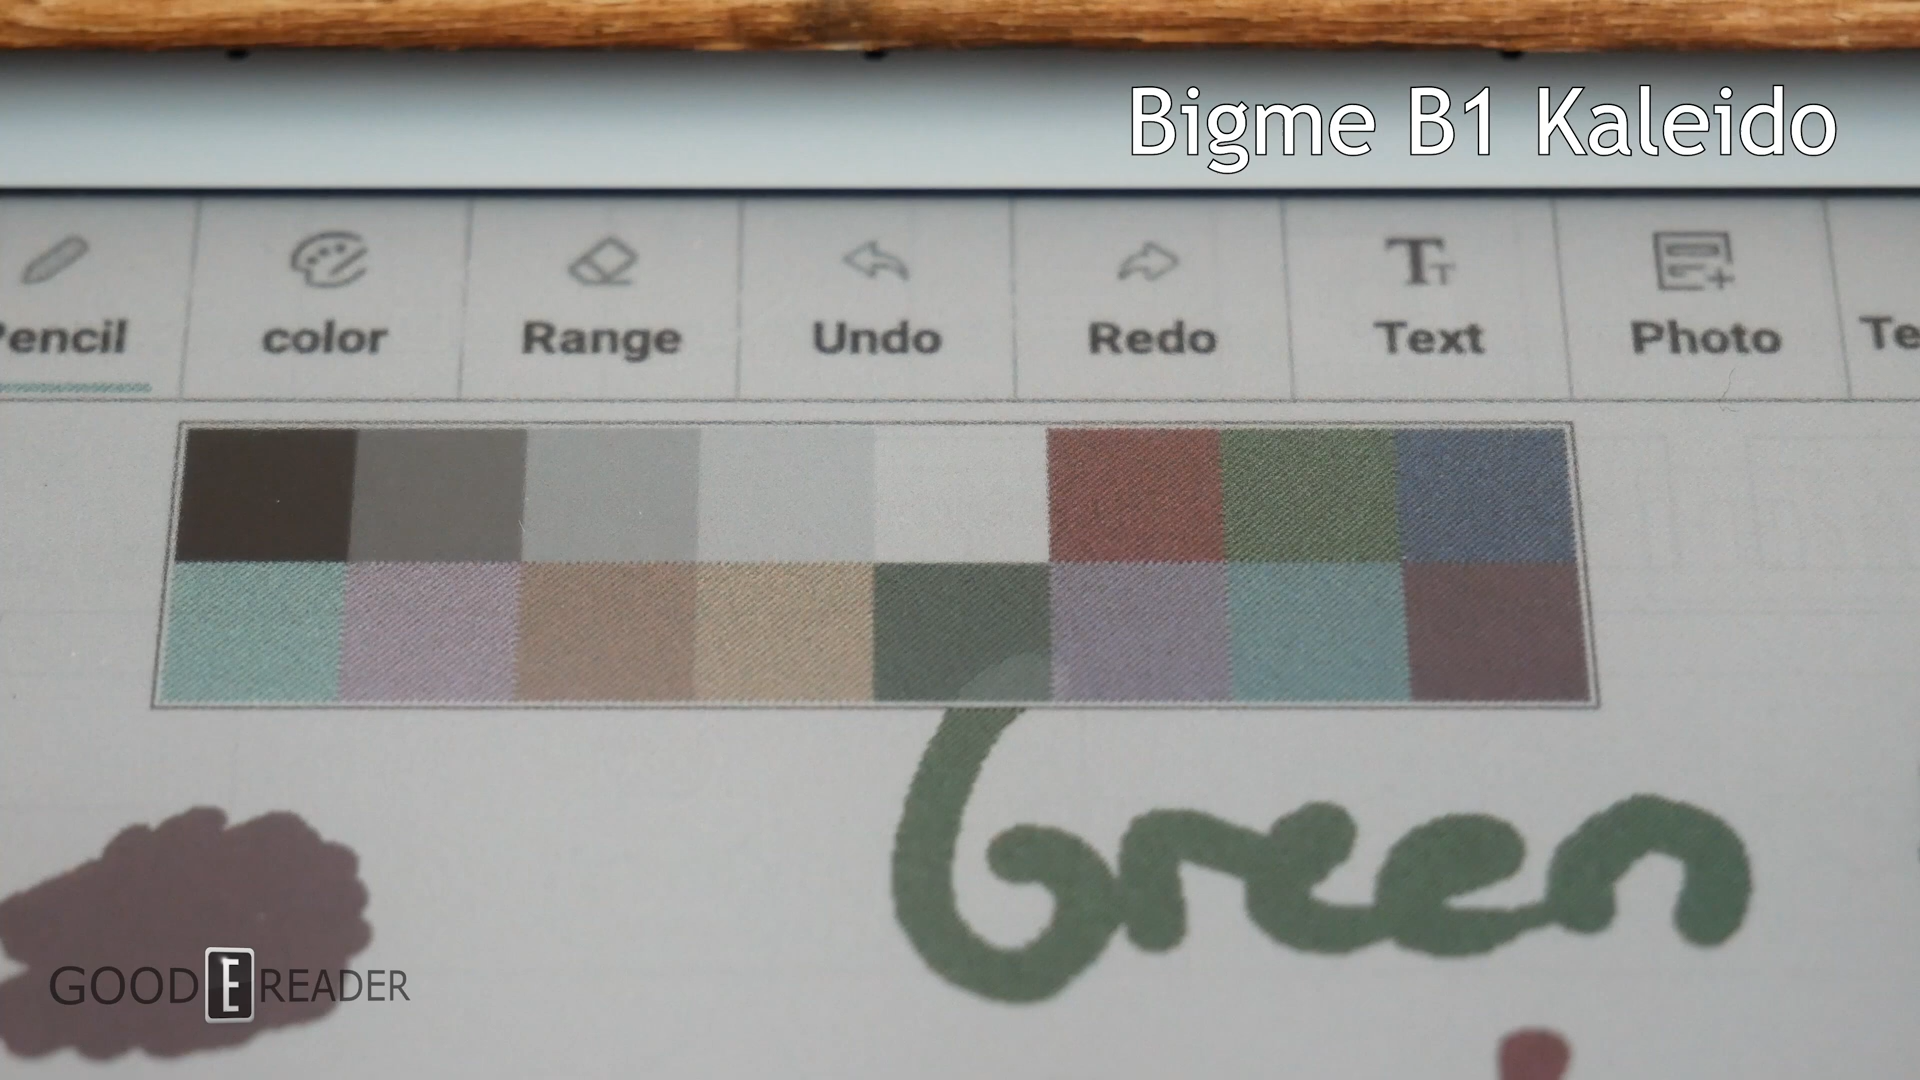 Bigme B1 Kaleido
Pencil color Range Undo Redo Text Photo
Green
GOOD E READER